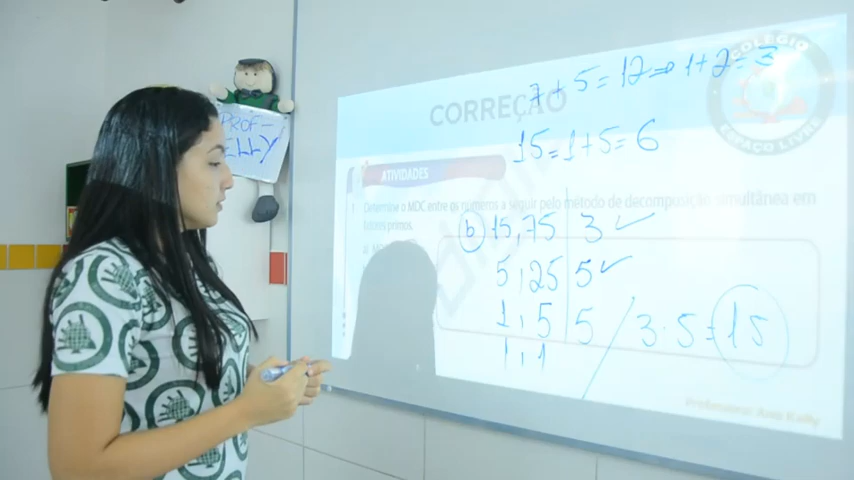 PROF-
ELLY
COLÉGIO
ESPAÇO LIVRE
CORREÇÃO
7 + 5 = 12 ⇒ 1 + 2 = 3
15 = 1 + 5 = 6
ATIVIDADES
Determine o MDC entre os números a seguir pelo método de decomposição simultânea em
fatores primos.
b 15, 75 | 3 ✓
5, 25 | 5 ✓
1, 5 | 5 / 3 · 5 = 15
1, 1
Professora: Ana Kelly